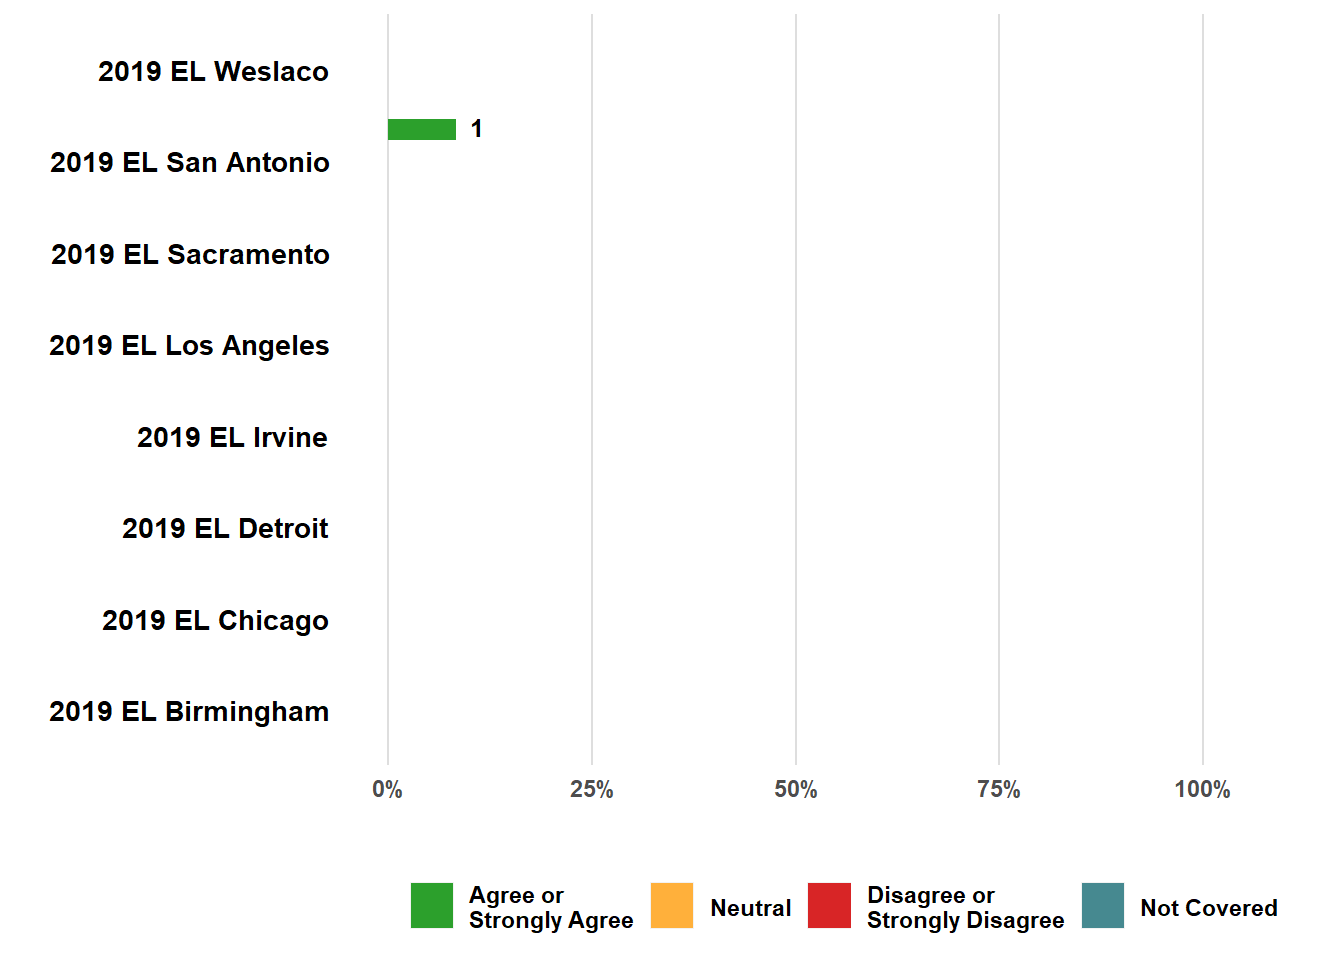 2019 EL Weslaco
1
2019 EL San Antonio
2019 EL Sacramento
2019 EL Los Angeles
2019 EL Irvine
2019 EL Detroit
2019 EL Chicago
2019 EL Birmingham
0% 25% 50% 75% 100%
Agree or
Strongly Agree
Neutral
Disagree or
Strongly Disagree
Not Covered